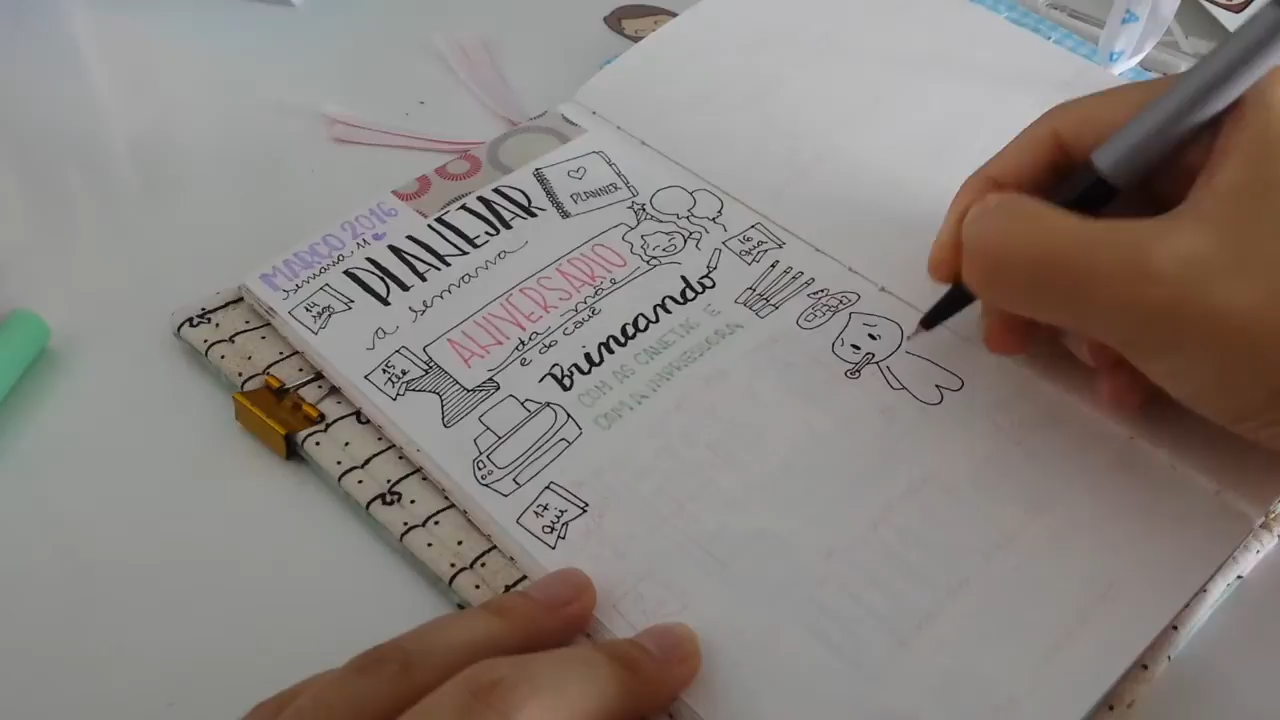 MARÇO 2016
semana 11
14
seg
PLANEJAR
a semana
PLANNER
15
ter
ANIVERSÁRIO
da mãe
e do cauê
16
qua
Brincando
COM AS CANETAS E
COM A IMPRESSORA
17
qui